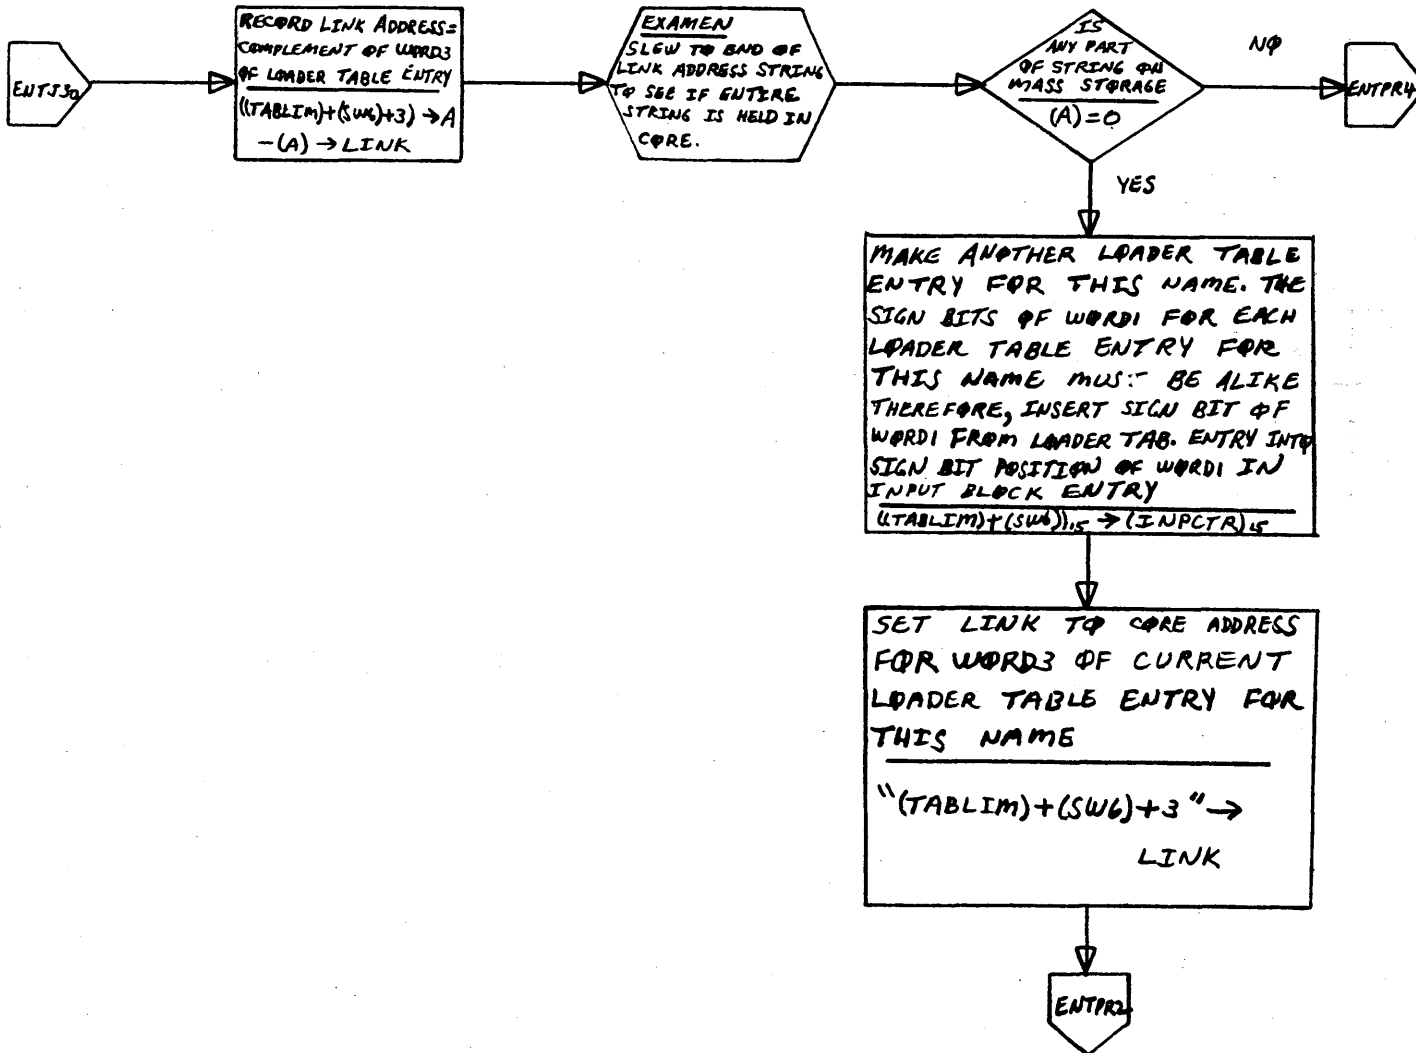 ENTJ3a
RECORD LINK ADDRESS=
COMPLEMENT OF WORD3
OF LOADER TABLE ENTRY
((TABLIM)+(SW6)+3)→A
-(A)→LINK
EXAMEN
SLEW TO END OF
LINK ADDRESS STRING
TO SEE IF ENTIRE
STRING IS HELD IN
CORE.
IS
ANY PART
OF STRING ON
MASS STORAGE
(A)=0
NO
ENTPR4
YES
MAKE ANOTHER LOADER TABLE
ENTRY FOR THIS NAME. THE
SIGN BITS OF WORD1 FOR EACH
LOADER TABLE ENTRY FOR
THIS NAME MUST BE ALIKE
THEREFORE, INSERT SIGN BIT OF
WORD1 FROM LOADER TAB. ENTRY INTO
SIGN BIT POSITION OF WORD1 IN
INPUT BLOCK ENTRY
((TABLIM)+(SW6))15→(INPCTR)15
SET LINK TO CORE ADDRESS
FOR WORD3 OF CURRENT
LOADER TABLE ENTRY FOR
THIS NAME
"(TABLIM)+(SW6)+3"→
LINK
ENTPR2